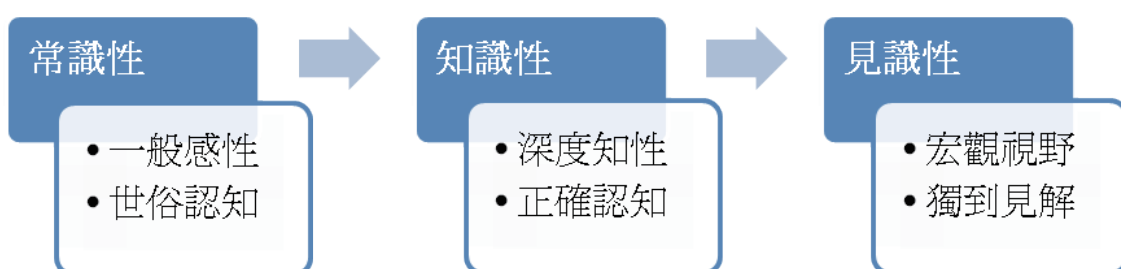 常識性
• 一般感性
• 世俗認知
知識性
• 深度知性
• 正確認知
見識性
• 宏觀視野
• 獨到見解